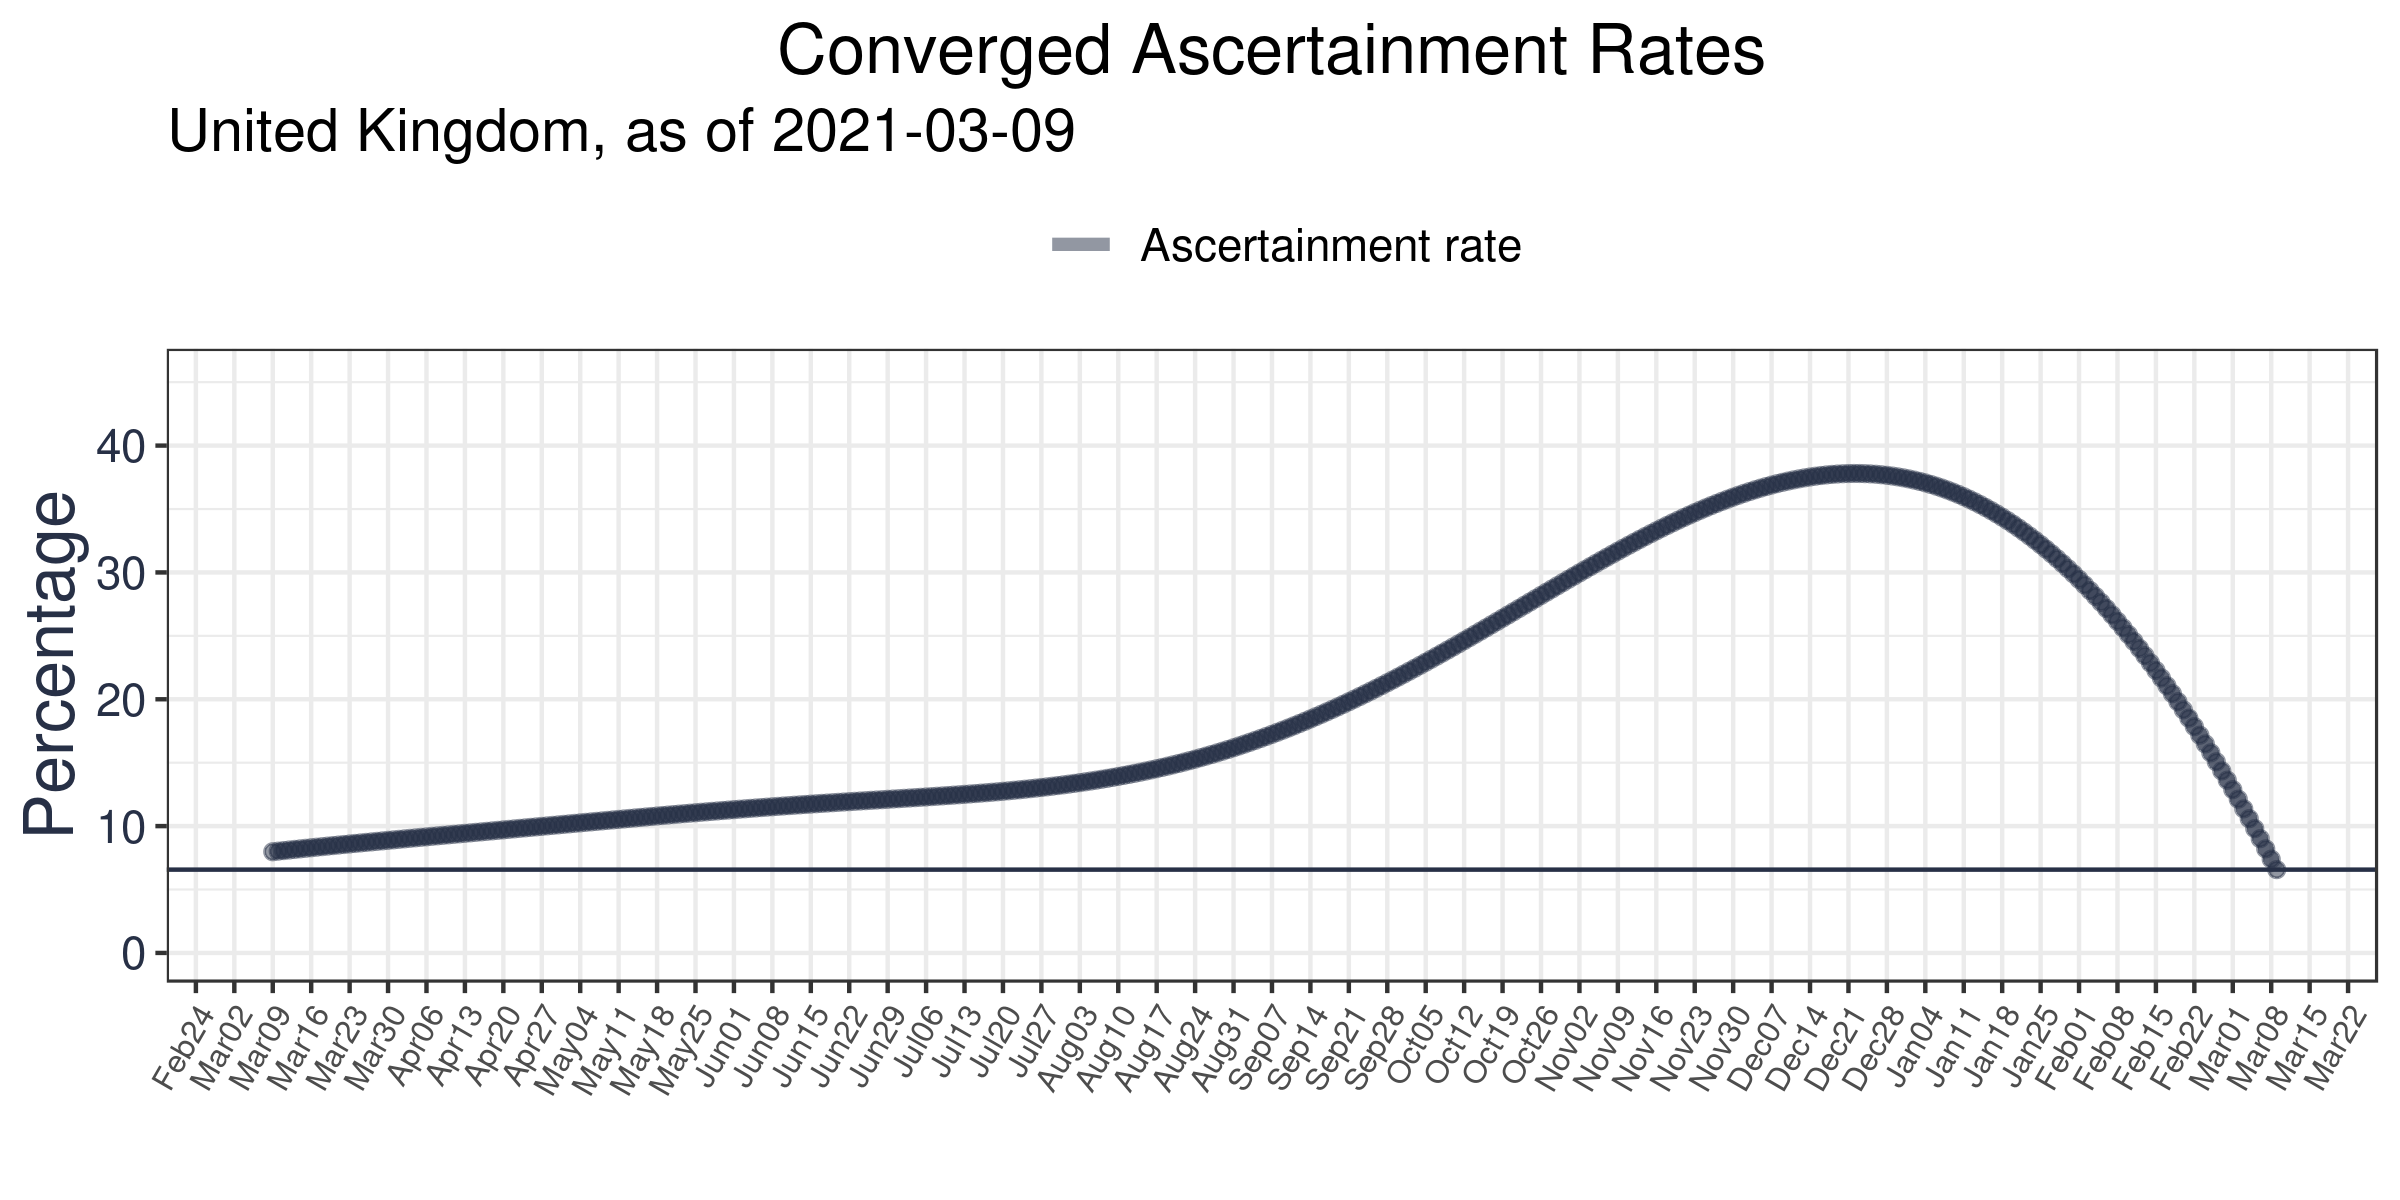 Converged Ascertainment Rates
United Kingdom, as of 2021-03-09
Ascertainment rate
Percentage
40
30
20
10
0
Feb24 Mar02 Mar09 Mar16 Mar23 Mar30 Apr06 Apr13 Apr20 Apr27 May04 May11 May18 May25 Jun01 Jun08 Jun15 Jun22 Jun29 Jul06 Jul13 Jul20 Jul27 Aug03 Aug10 Aug17 Aug24 Aug31 Sep07 Sep14 Sep21 Sep28 Oct05 Oct12 Oct19 Oct26 Nov02 Nov09 Nov16 Nov23 Nov30 Dec07 Dec14 Dec21 Dec28 Jan04 Jan11 Jan18 Jan25 Feb01 Feb08 Feb15 Feb22 Mar01 Mar08 Mar15 Mar22